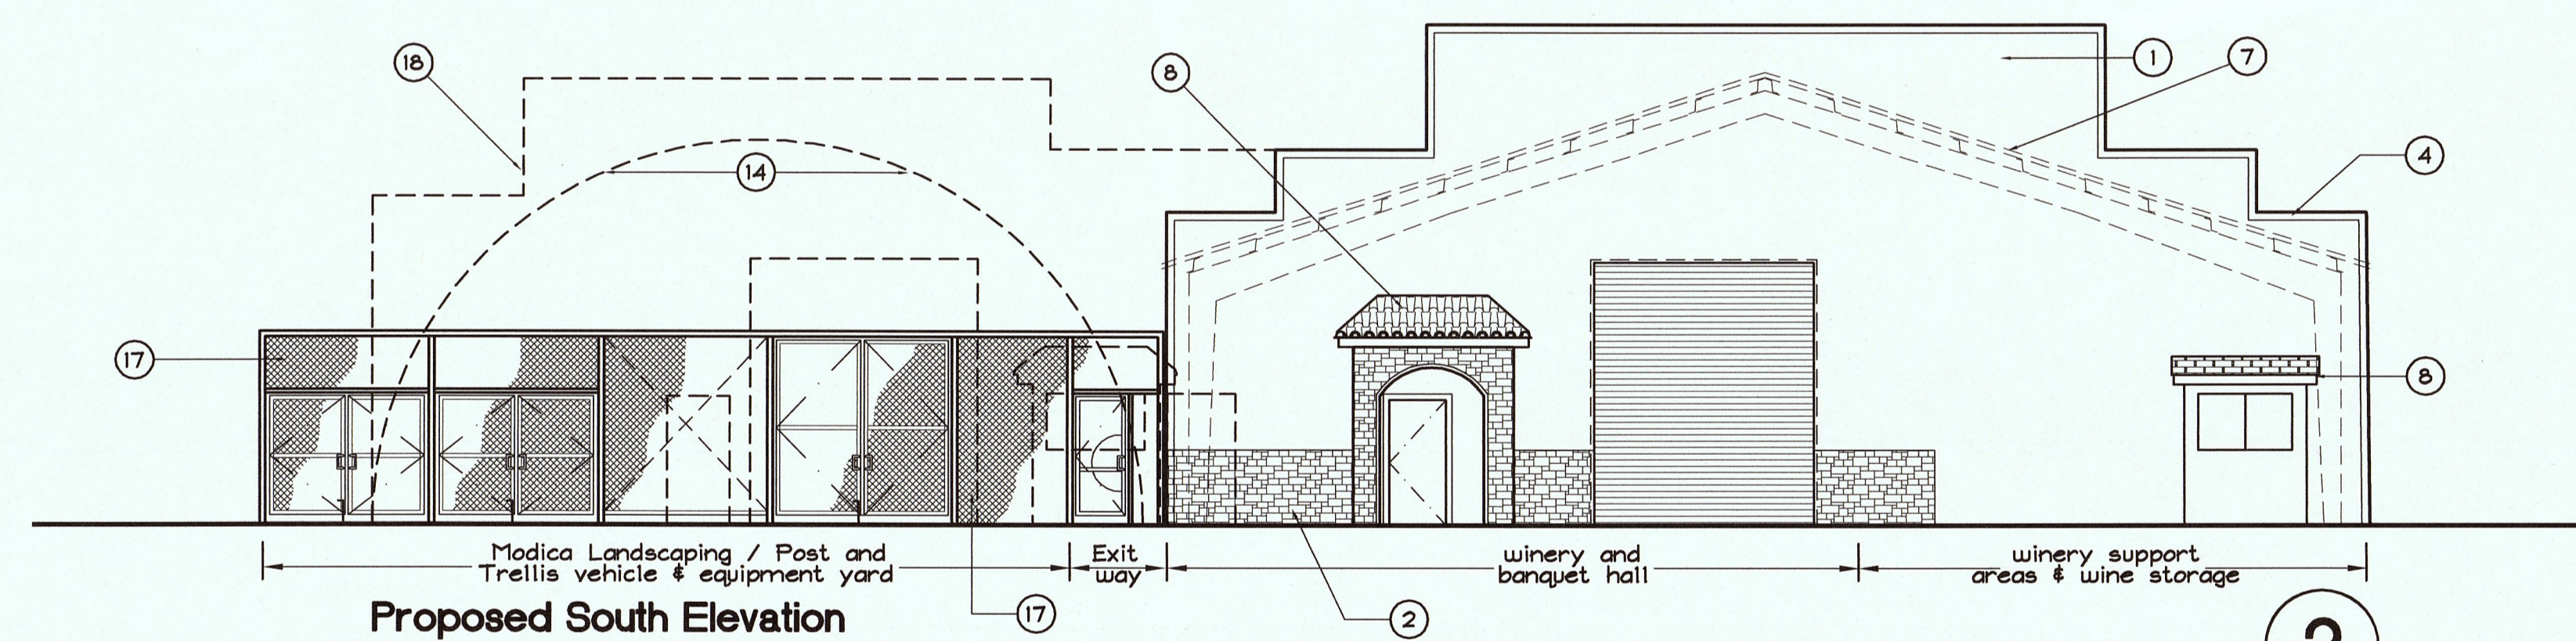 18
8
1
7
14
4
17
8
Modica Landscaping / Post and
Trellis vehicle & equipment yard
Exit
way
winery and
banquet hall
winery support
areas & wine storage
Proposed South Elevation
17
2